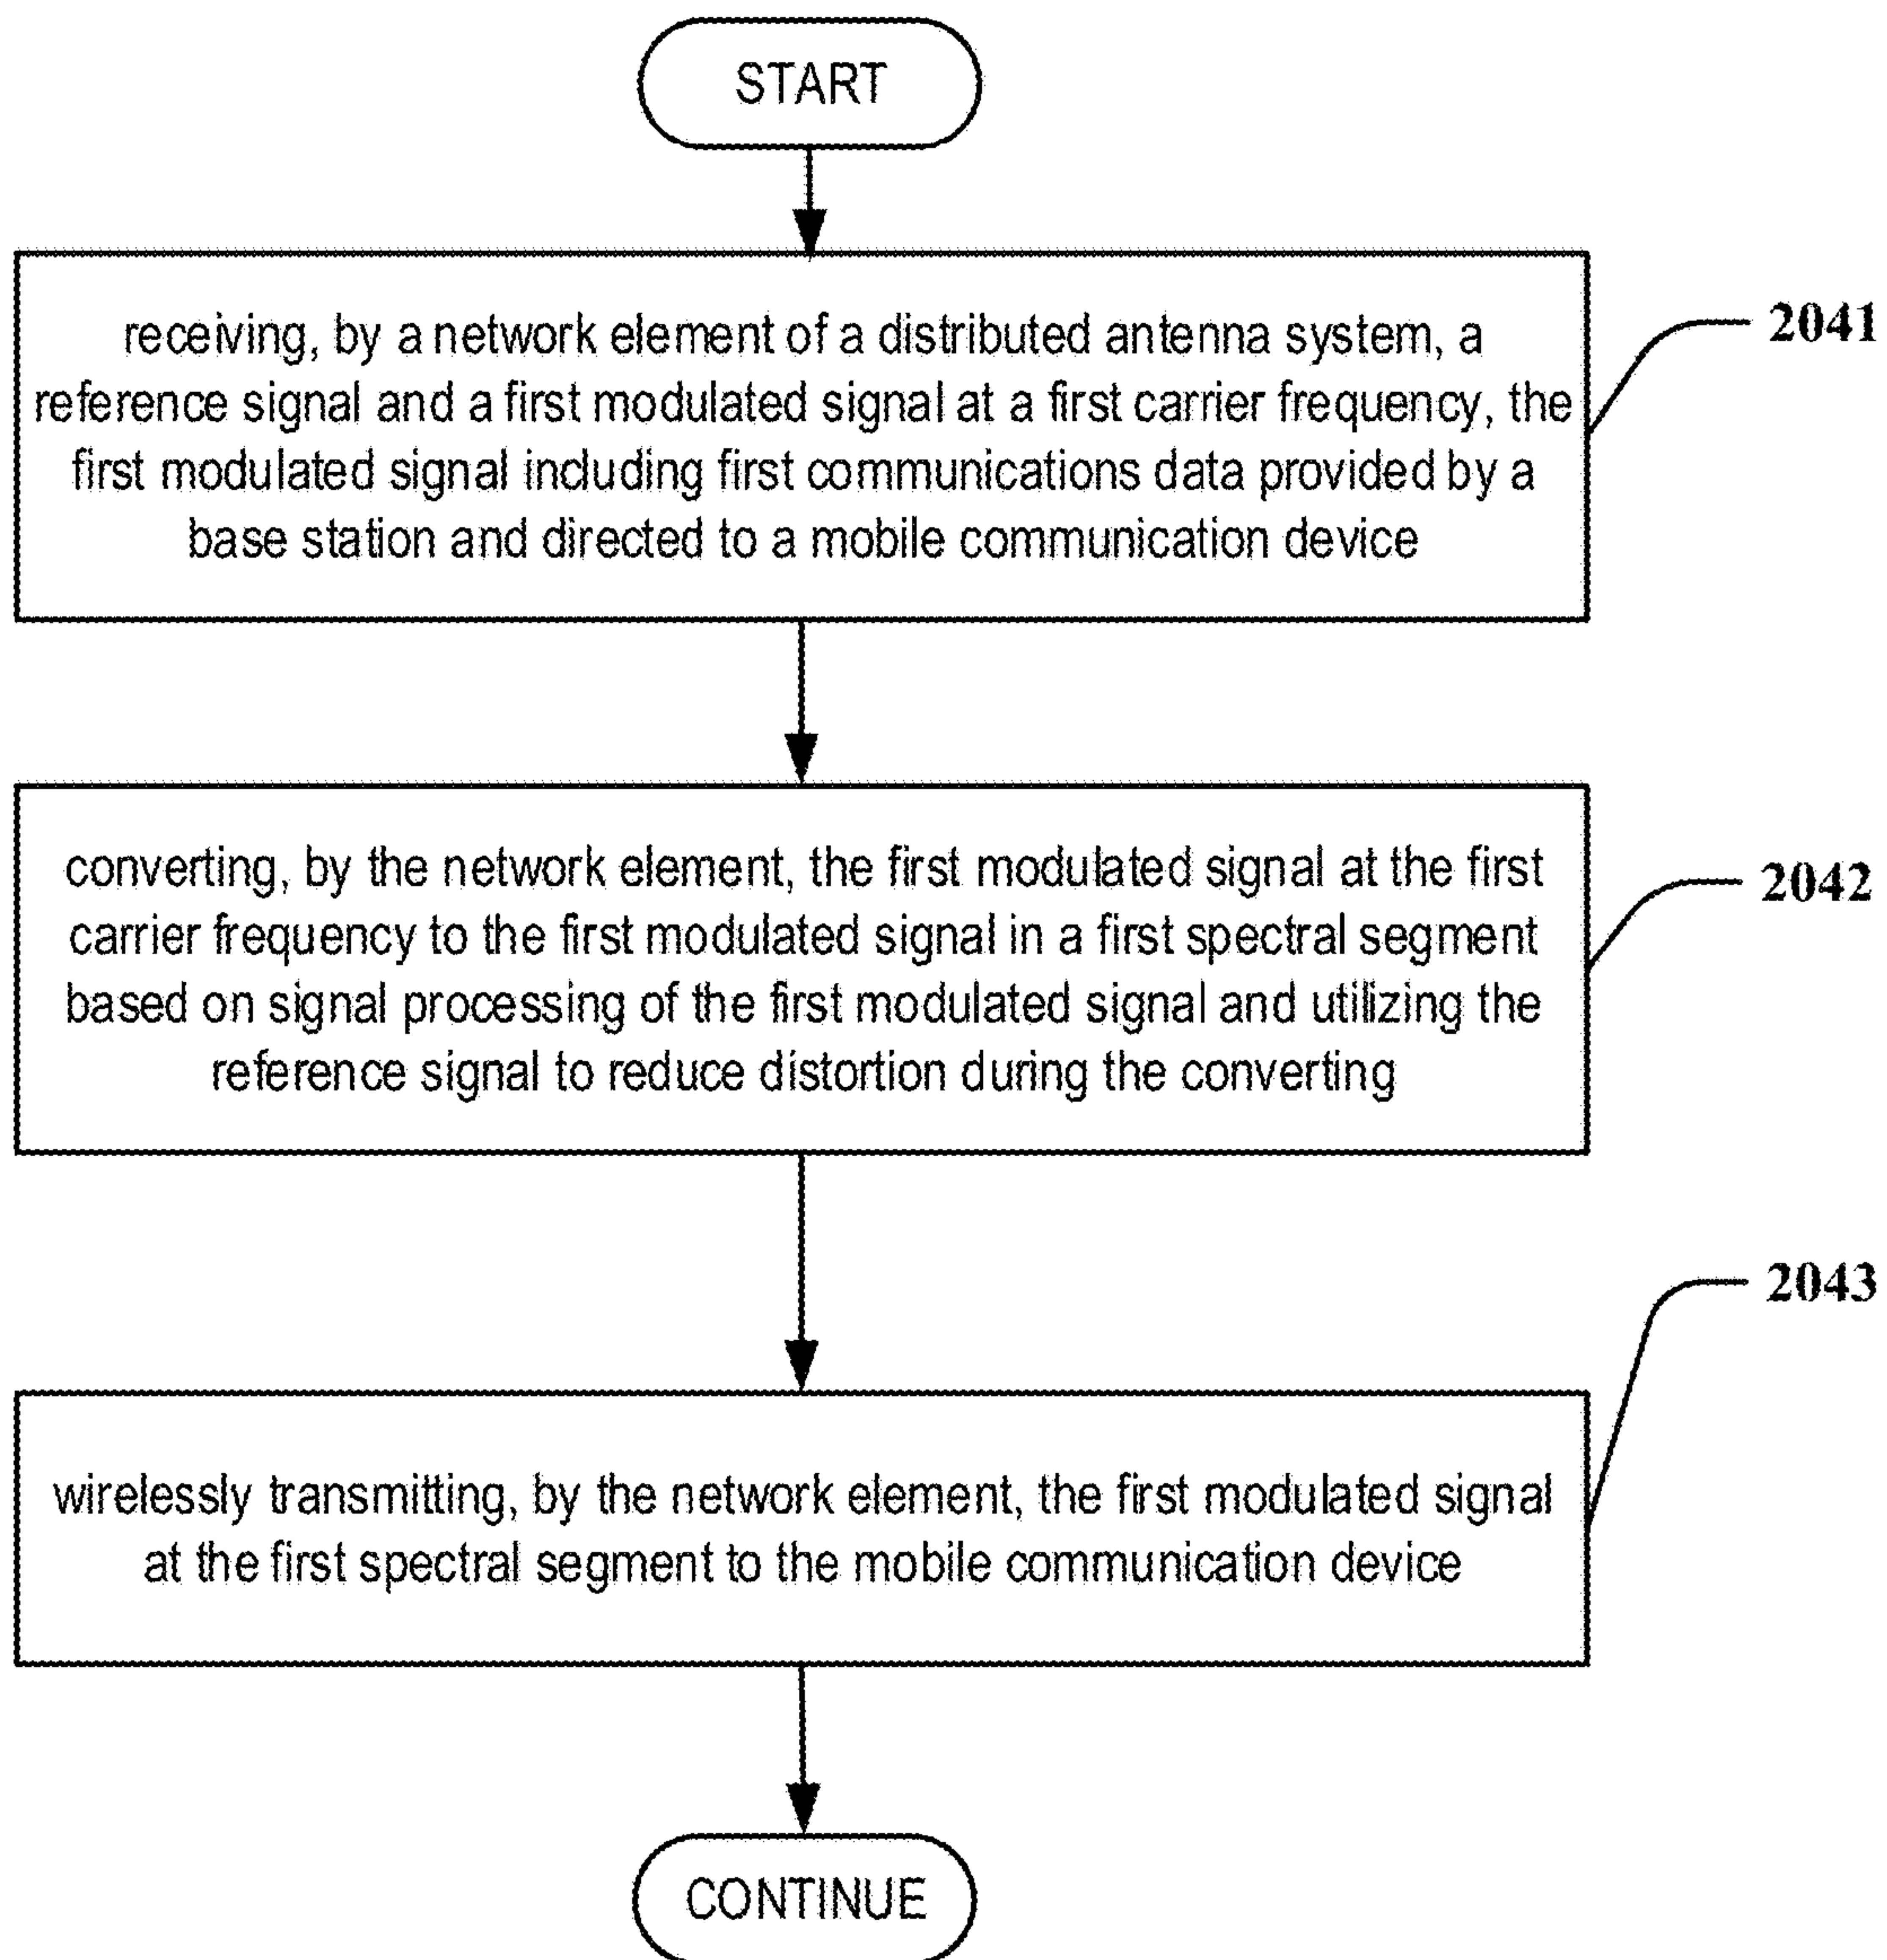 START
receiving, by a network element of a distributed antenna system, a
reference signal and a first modulated signal at a first carrier frequency, the
first modulated signal including first communications data provided by a
base station and directed to a mobile communication device
2041
converting, by the network element, the first modulated signal at the first
carrier frequency to the first modulated signal in a first spectral segment
based on signal processing of the first modulated signal and utilizing the
reference signal to reduce distortion during the converting
2042
wirelessly transmitting, by the network element, the first modulated signal
at the first spectral segment to the mobile communication device
2043
CONTINUE